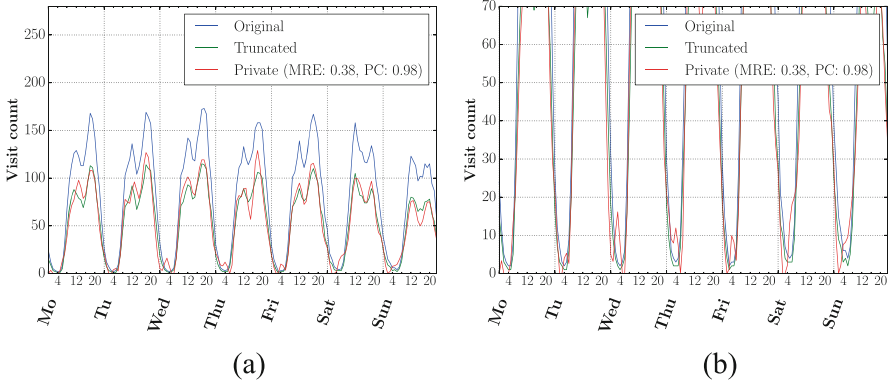 Original
Truncated
Private (MRE: 0.38, PC: 0.98)
Visit count
250
200
150
100
50
0
4 12 20 4 12 20 4 12 20 4 12 20 4 12 20 4 12 20 4 12 20
Mo Tu Wed Thu Fri Sat Sun
(a)
Original
Truncated
Private (MRE: 0.38, PC: 0.98)
Visit count
70
60
50
40
30
20
10
0
4 12 20 4 12 20 4 12 20 4 12 20 4 12 20 4 12 20 4 12 20
Mo Tu Wed Thu Fri Sat Sun
(b)